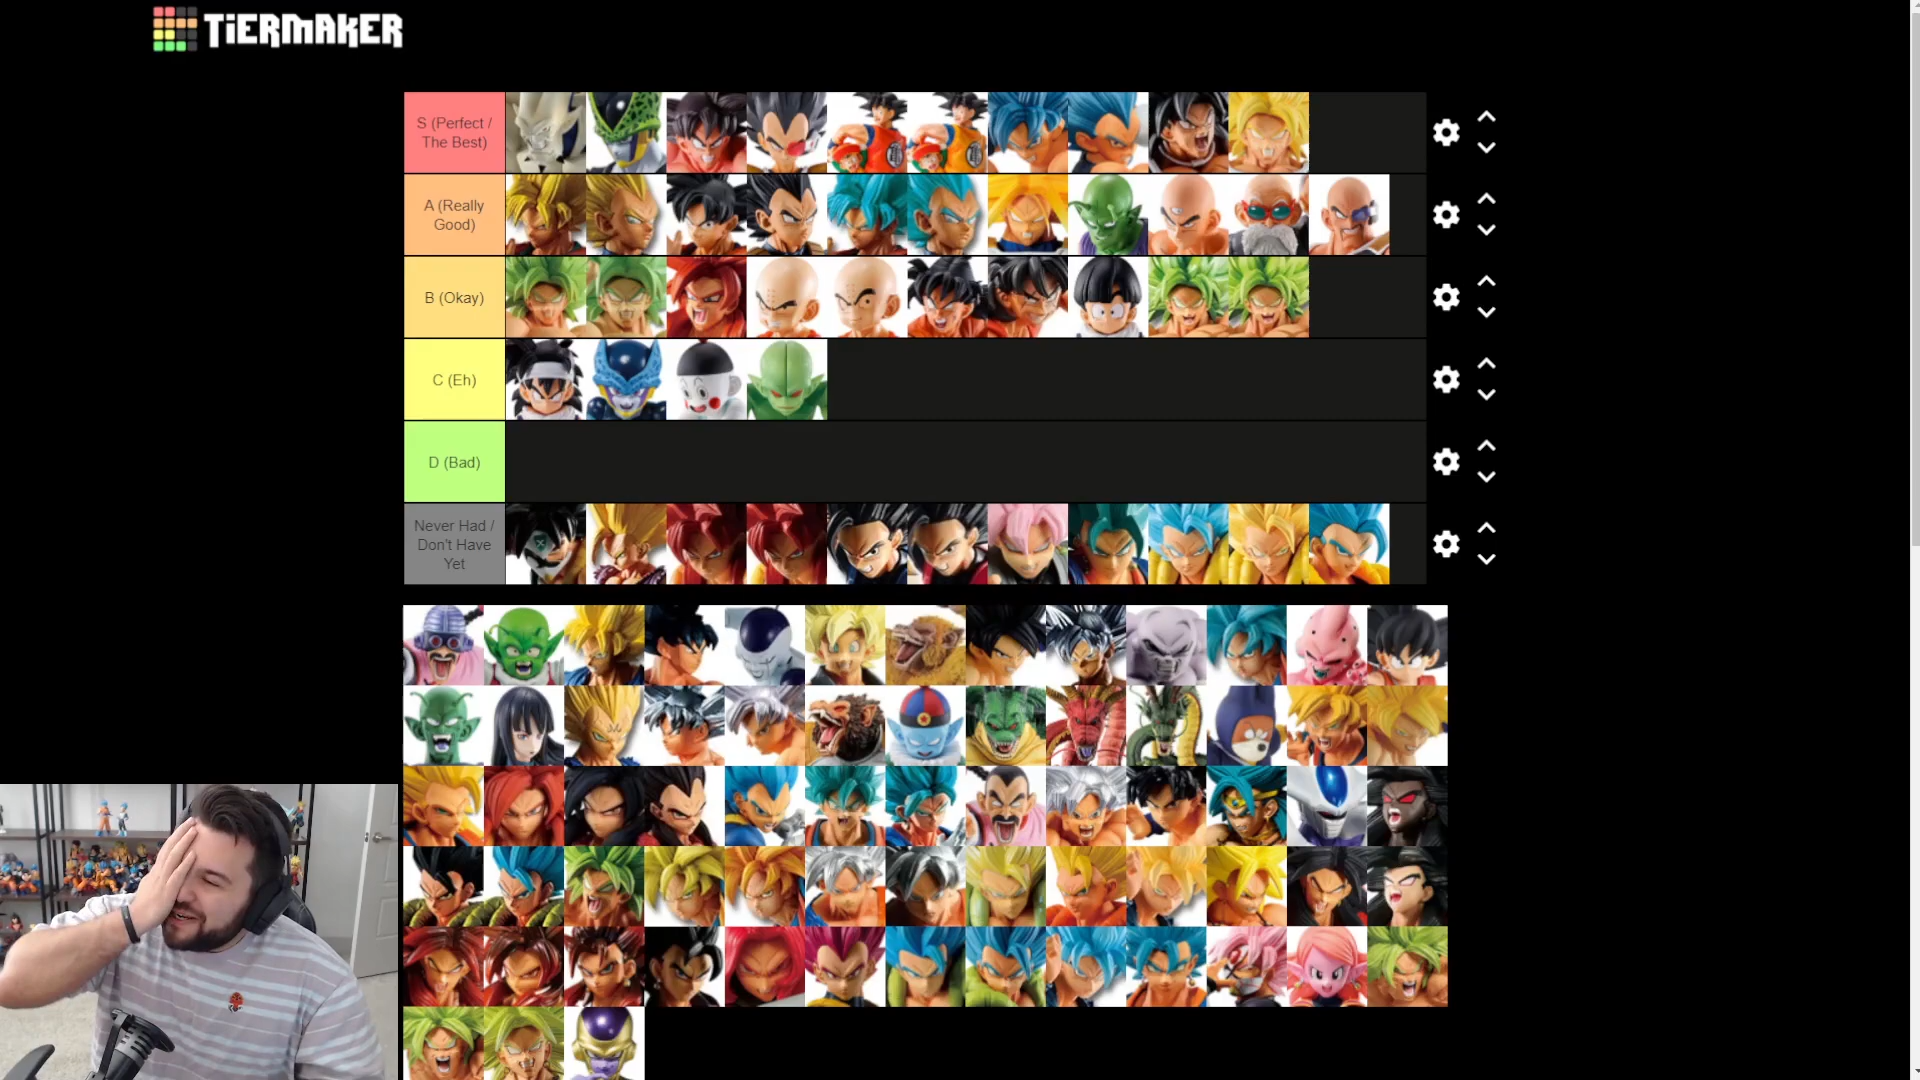 TiERMAKER
S (Perfect /
The Best)
A (Really
Good)
B (Okay)
C (Eh)
D (Bad)
Never Had /
Don't Have
Yet